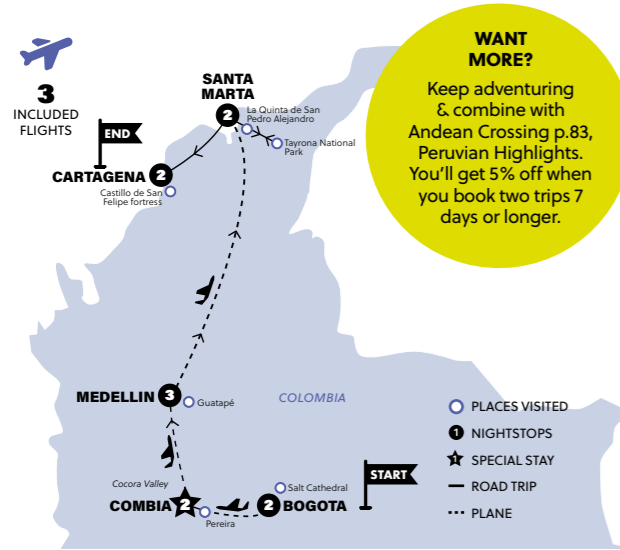 3
INCLUDED
FLIGHTS
WANT
MORE?
Keep adventuring
& combine with
Andean Crossing p.83,
Peruvian Highlights.
You'll get 5% off when
you book two trips 7
days or longer.
SANTA
MARTA
2
La Quinta de San
Pedro Alejandro
Tayrona National
Park
END
CARTAGENA
2
Castillo de San
Felipe fortress
MEDELLIN
3
Guatapé
COLOMBIA
Cocora Valley
COMBIA
2
Pereira
Salt Cathedral
2
BOGOTA
START
PLACES VISITED
1 NIGHTSTOPS
1 SPECIAL STAY
ROAD TRIP
PLANE